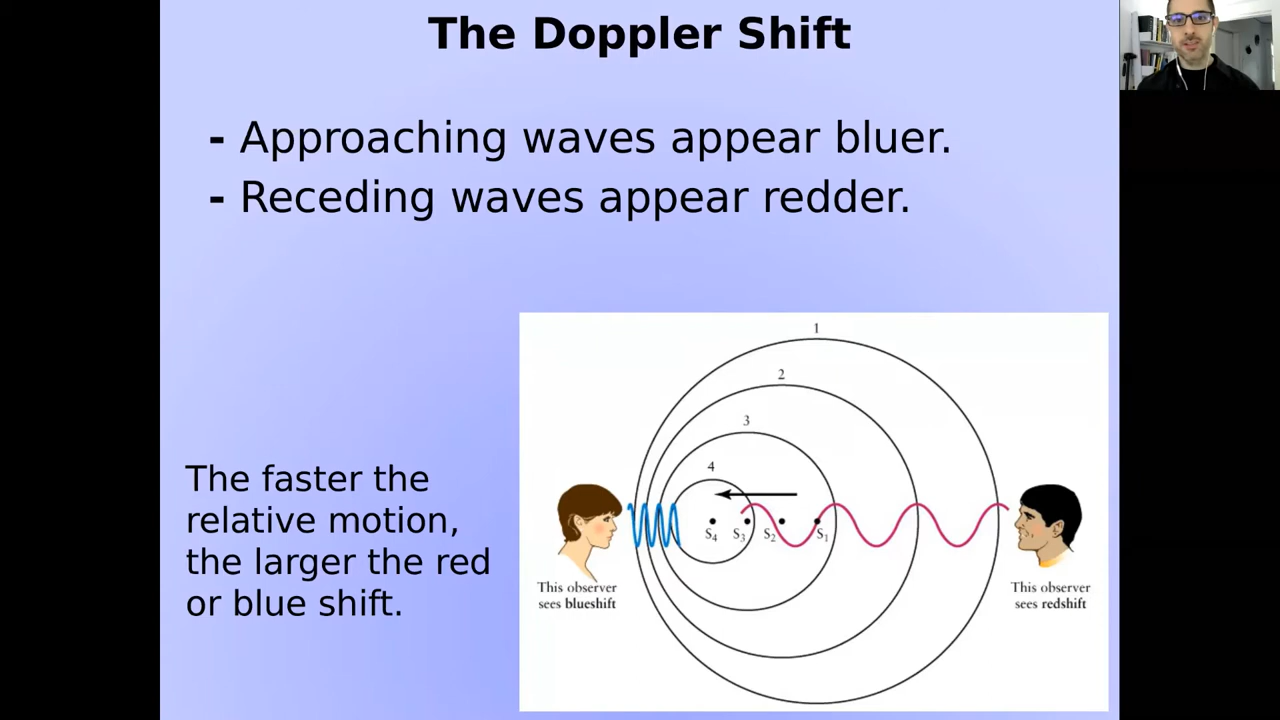 The Doppler Shift
- Approaching waves appear bluer.
- Receding waves appear redder.
The faster the
relative motion,
the larger the red
or blue shift.
1
2
3
4
S₄ S₃ S₂ S₁
This observer
sees blueshift
This observer
sees redshift